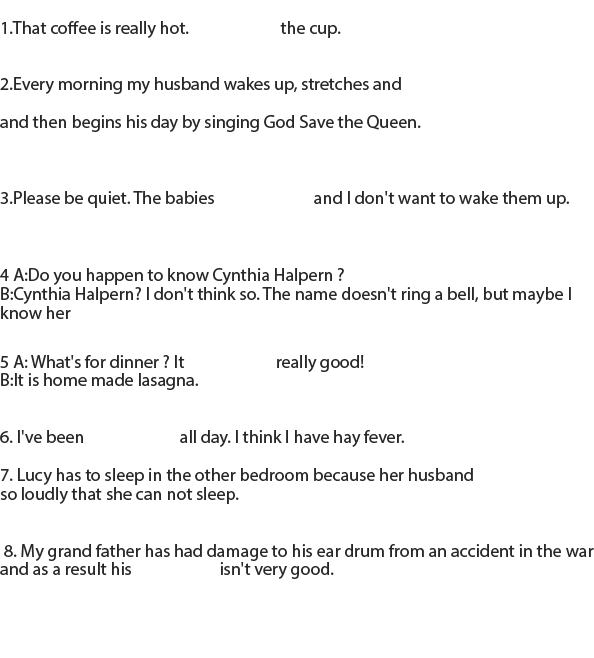 1.That coffee is really hot. the cup.
2.Every morning my husband wakes up, stretches and
and then begins his day by singing God Save the Queen.
3.Please be quiet. The babies and I don't want to wake them up.
4 A:Do you happen to know Cynthia Halpern ?
B:Cynthia Halpern? I don't think so. The name doesn't ring a bell, but maybe I
know her
5 A: What's for dinner ? It really good!
B:It is home made lasagna.
6. I've been all day. I think I have hay fever.
7. Lucy has to sleep in the other bedroom because her husband
so loudly that she can not sleep.
8. My grand father has had damage to his ear drum from an accident in the war
and as a result his isn't very good.